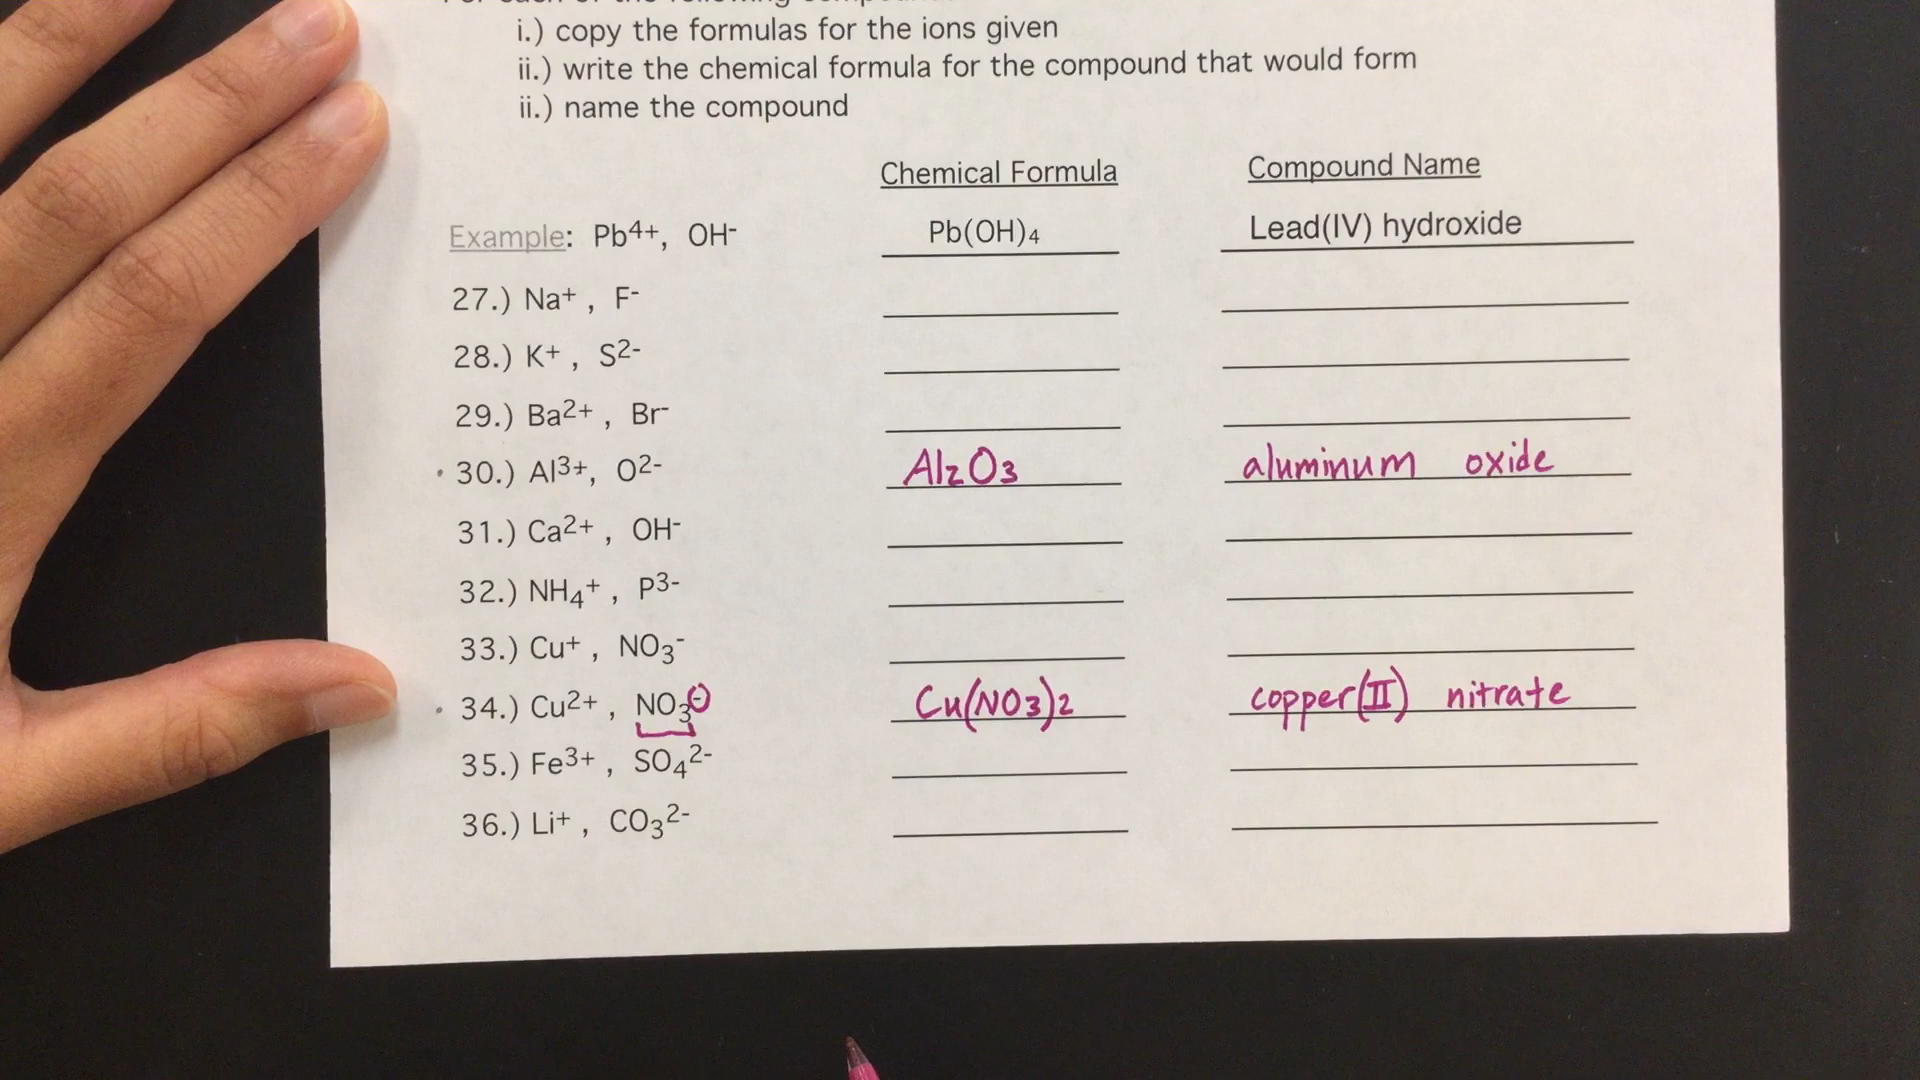 i.) copy the formulas for the ions given
ii.) write the chemical formula for the compound that would form
ii.) name the compound
Chemical Formula Compound Name
Example: Pb4+, OH- Pb(OH)4 Lead(IV) hydroxide
27.) Na+ , F-
28.) K+ , S2-
29.) Ba2+ , Br-
30.) Al3+, O2- Al2O3 aluminum oxide
31.) Ca2+ , OH-
32.) NH4+ , P3-
33.) Cu+ , NO3-
34.) Cu2+ , NO3- Cu(NO3)2 copper(II) nitrate
35.) Fe3+ , SO42-
36.) Li+ , CO32-